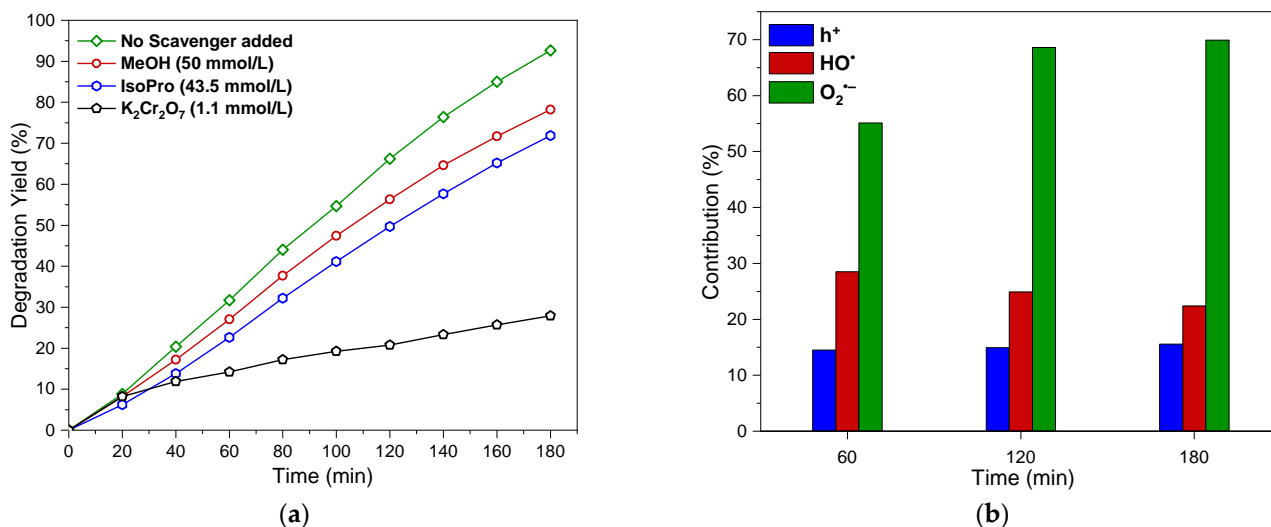 100
90
80
70
60
50
40
30
20
10
0
Degradation Yield (%)
No Scavenger added
MeOH (50 mmol/L)
IsoPro (43.5 mmol/L)
K₂Cr₂O₇ (1.1 mmol/L)
0 20 40 60 80 100 120 140 160 180
Time (min)
(a)
70
60
50
40
30
20
10
0
Contribution (%)
h⁺
HO•
O₂•−
60 120 180
Time (min)
(b)